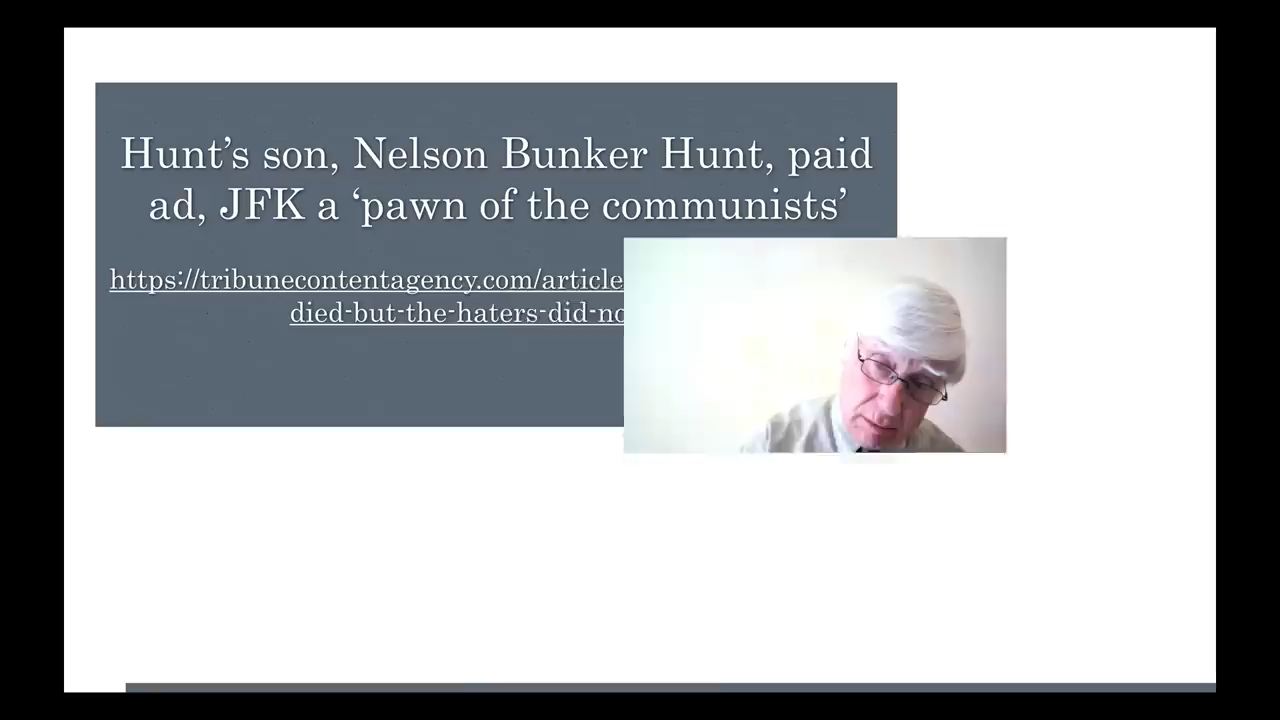 Hunt’s son, Nelson Bunker Hunt, paid
ad, JFK a ‘pawn of the communists’
https://tribunecontentagency.com/article
died-but-the-haters-did-no